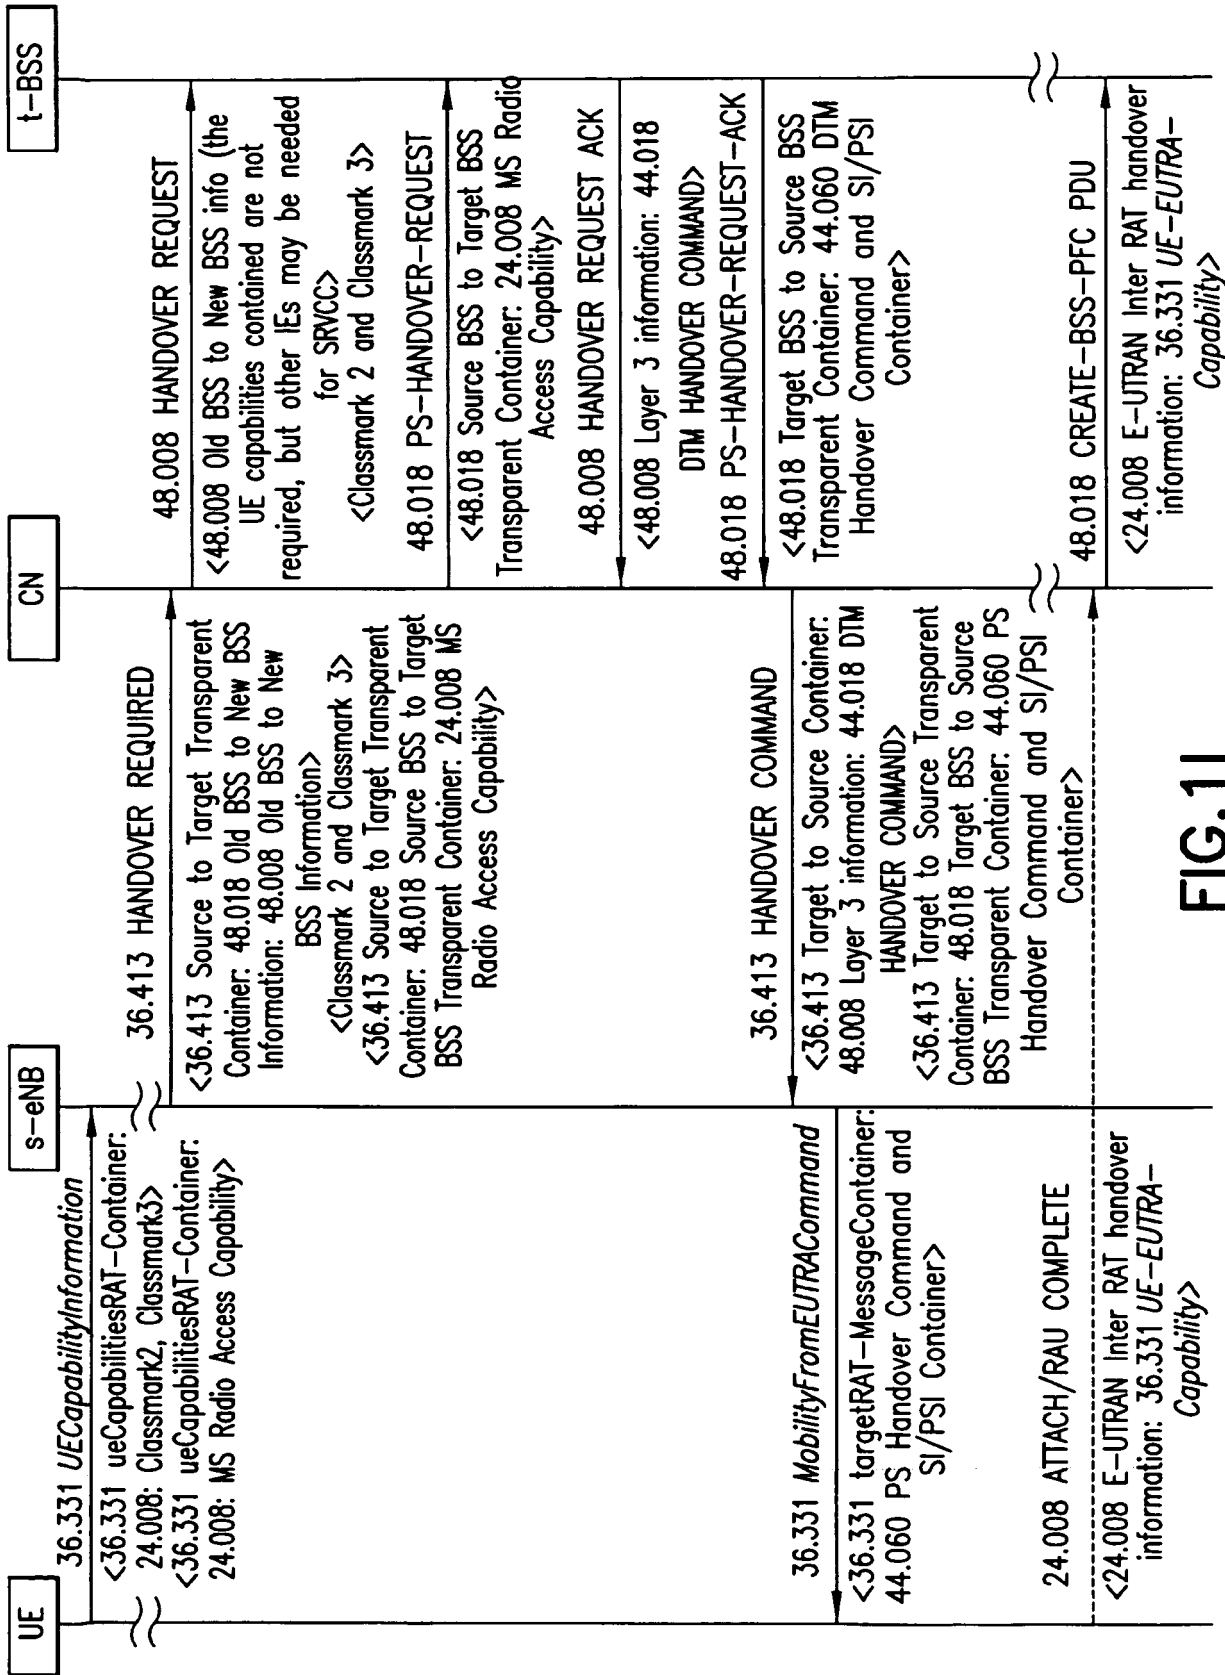 UE
s-eNB
CN
t-BSS
36.331 UECapabilityInformation
<36.331 ueCapabilitiesRAT-Container:
24.008: Classmark2, Classmark3>
<36.331 ueCapabilitiesRAT-Container:
24.008: MS Radio Access Capability>
36.413 HANDOVER REQUIRED
<36.413 Source to Target Transparent
Container: 48.018 Old BSS to New BSS
Information: 48.008 Old BSS to New
BSS Information>
<Classmark 2 and Classmark 3>
<36.413 Source to Target Transparent
Container: 48.018 Source BSS to Target
BSS Transparent Container: 24.008 MS
Radio Access Capability>
48.008 HANDOVER REQUEST
<48.008 Old BSS to New BSS info (the
UE capabilities contained are not
required, but other IEs may be needed
for SRVCC>
<Classmark 2 and Classmark 3>
48.018 PS-HANDOVER-REQUEST
<48.018 Source BSS to Target BSS
Transparent Container: 24.008 MS Radio
Access Capability>
48.008 HANDOVER REQUEST ACK
<48.008 Layer 3 information: 44.018
DTM HANDOVER COMMAND>
48.018 PS-HANDOVER-REQUEST-ACK
<48.018 Target BSS to Source BSS
Transparent Container: 44.060 DTM
Handover Command and SI/PSI
Container>
36.413 HANDOVER COMMAND
<36.413 Target to Source Container:
48.008 Layer 3 information: 44.018 DTM
HANDOVER COMMAND>
<36.413 Target to Source Transparent
Container: 48.018 Target BSS to Source
BSS Transparent Container: 44.060 PS
Handover Command and SI/PSI
Container>
36.331 MobilityFromEUTRACommand
<36.331 targetRAT-MessageContainer:
44.060 PS Handover Command and
SI/PSI Container>
24.008 ATTACH/RAU COMPLETE
<24.008 E-UTRAN Inter RAT handover
information: 36.331 UE-EUTRA-
Capability>
48.018 CREATE-BSS-PFC PDU
<24.008 E-UTRAN Inter RAT handover
information: 36.331 UE-EUTRA-
Capability>
FIG.11